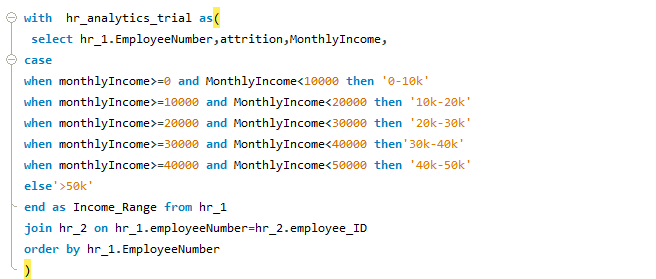 with  hr_analytics_trial as(
select hr_1.EmployeeNumber,attrition,MonthlyIncome,
case
when monthlyIncome>=0 and MonthlyIncome<10000 then '0-10k'
when monthlyIncome>=10000 and MonthlyIncome<20000 then '10k-20k'
when monthlyIncome>=20000 and MonthlyIncome<30000 then '20k-30k'
when monthlyIncome>=30000 and MonthlyIncome<40000 then'30k-40k'
when monthlyIncome>=40000 and MonthlyIncome<50000 then '40k-50k'
else'>50k'
end as Income_Range from hr_1
join hr_2 on hr_1.employeeNumber=hr_2.employee_ID
order by hr_1.EmployeeNumber
)